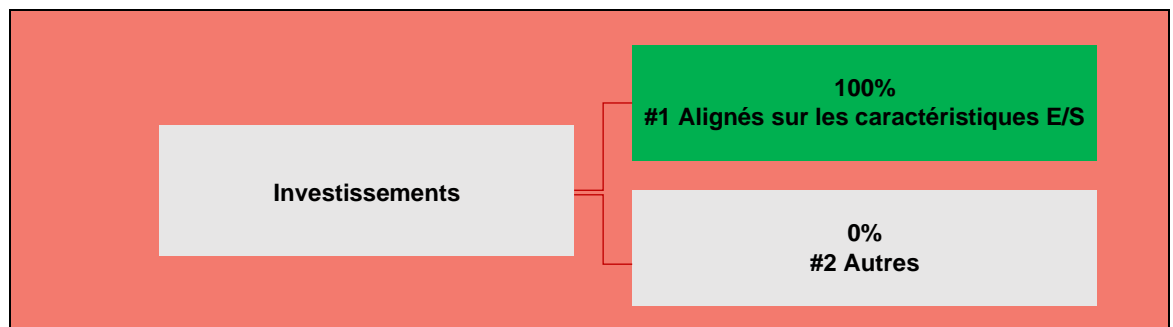 100%
#1 Alignés sur les caractéristiques E/S
Investissements
0%
#2 Autres